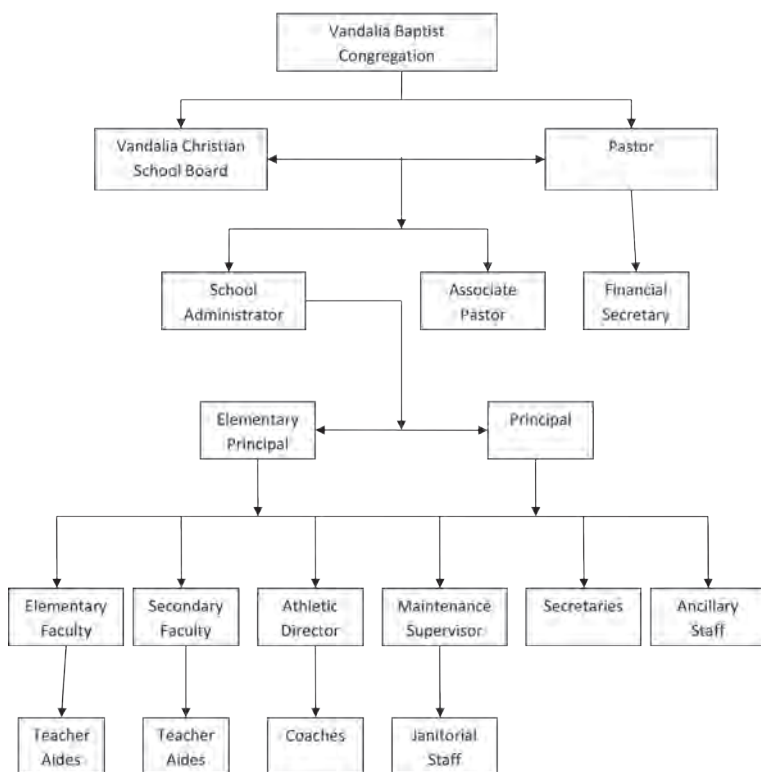 Vandalia Baptist
Congregation
Vandalia Christian
School Board
Pastor
School
Administrator
Associate
Pastor
Financial
Secretary
Elementary
Principal
Principal
Elementary
Faculty
Secondary
Faculty
Athletic
Director
Maintenance
Supervisor
Secretaries
Ancillary
Staff
Teacher
Aides
Teacher
Aides
Coaches
Janitorial
Staff